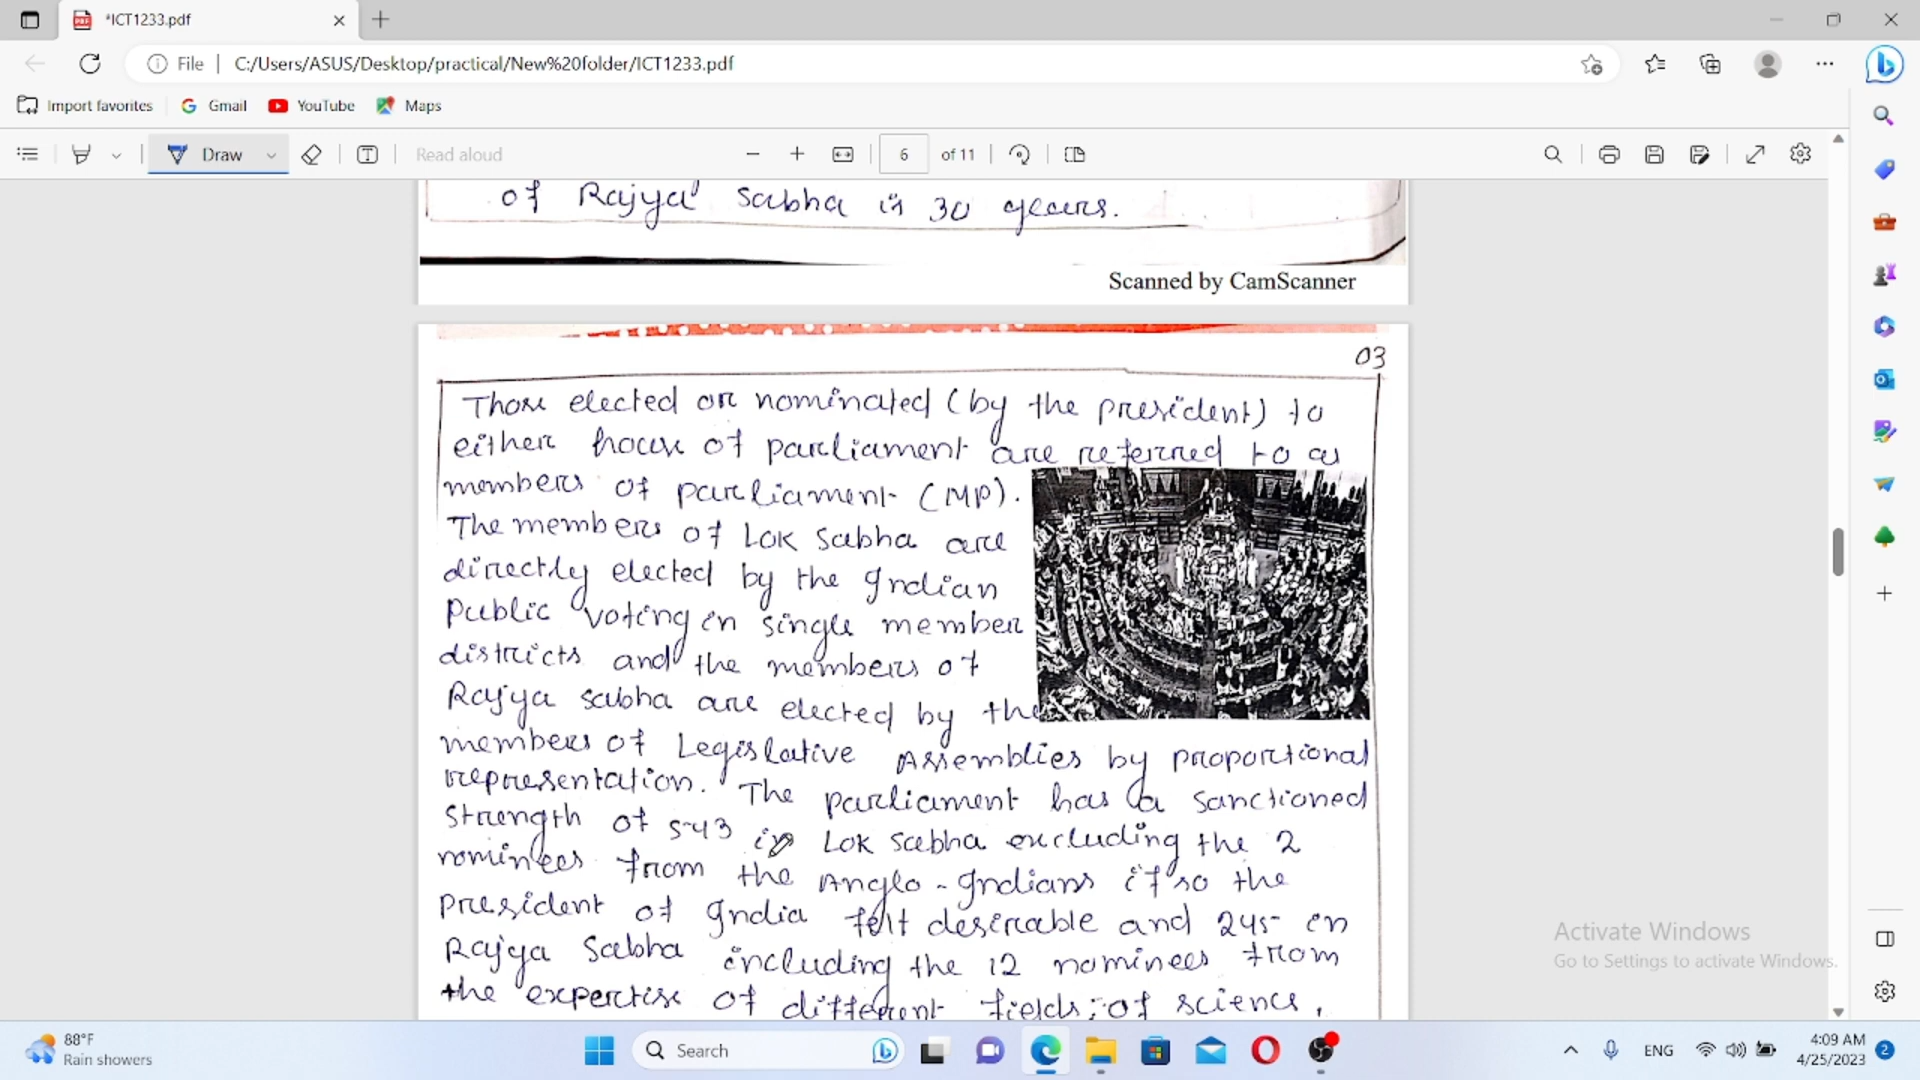 *ICT1233.pdf
File C:/Users/ASUS/Desktop/practical/New%20folder/ICT1233.pdf
Import favorites Gmail YouTube Maps
Draw Read aloud 6 of 11
of Rajya Sabha is 30 years.
Scanned by CamScanner
03
Those elected or nominated (by the president) to
either house of parliament are referred to as
members of parliament (MP).
The members of Lok Sabha are
directly elected by the Indian
Public voting in single member
districts and the members of
Rajya sabha are elected by the
members of Legislative Assemblies by proportional
representation. The parliament has a sanctioned
strength of 543 in Lok Sabha excluding the 2
nominees from the Anglo-Indians if so the
president of India felt desirable and 245 in
Rajya Sabha including the 12 nominees from
the expertise of different fields of science,
Activate Windows
Go to Settings to activate Windows.
88°F
Rain showers
Search
ENG
4:09 AM
4/25/2023
2